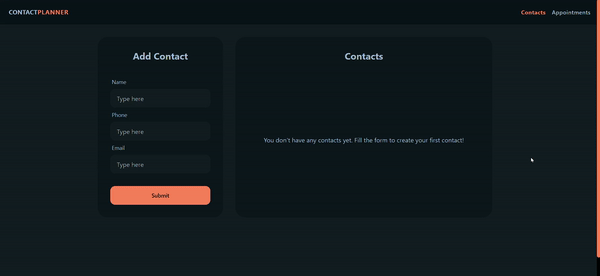 CONTACTPLANNER
Contacts Appointments
Add Contact
Name
Type here
Phone
Type here
Email
Type here
Submit
Contacts
You don't have any contacts yet. Fill the form to create your first contact!